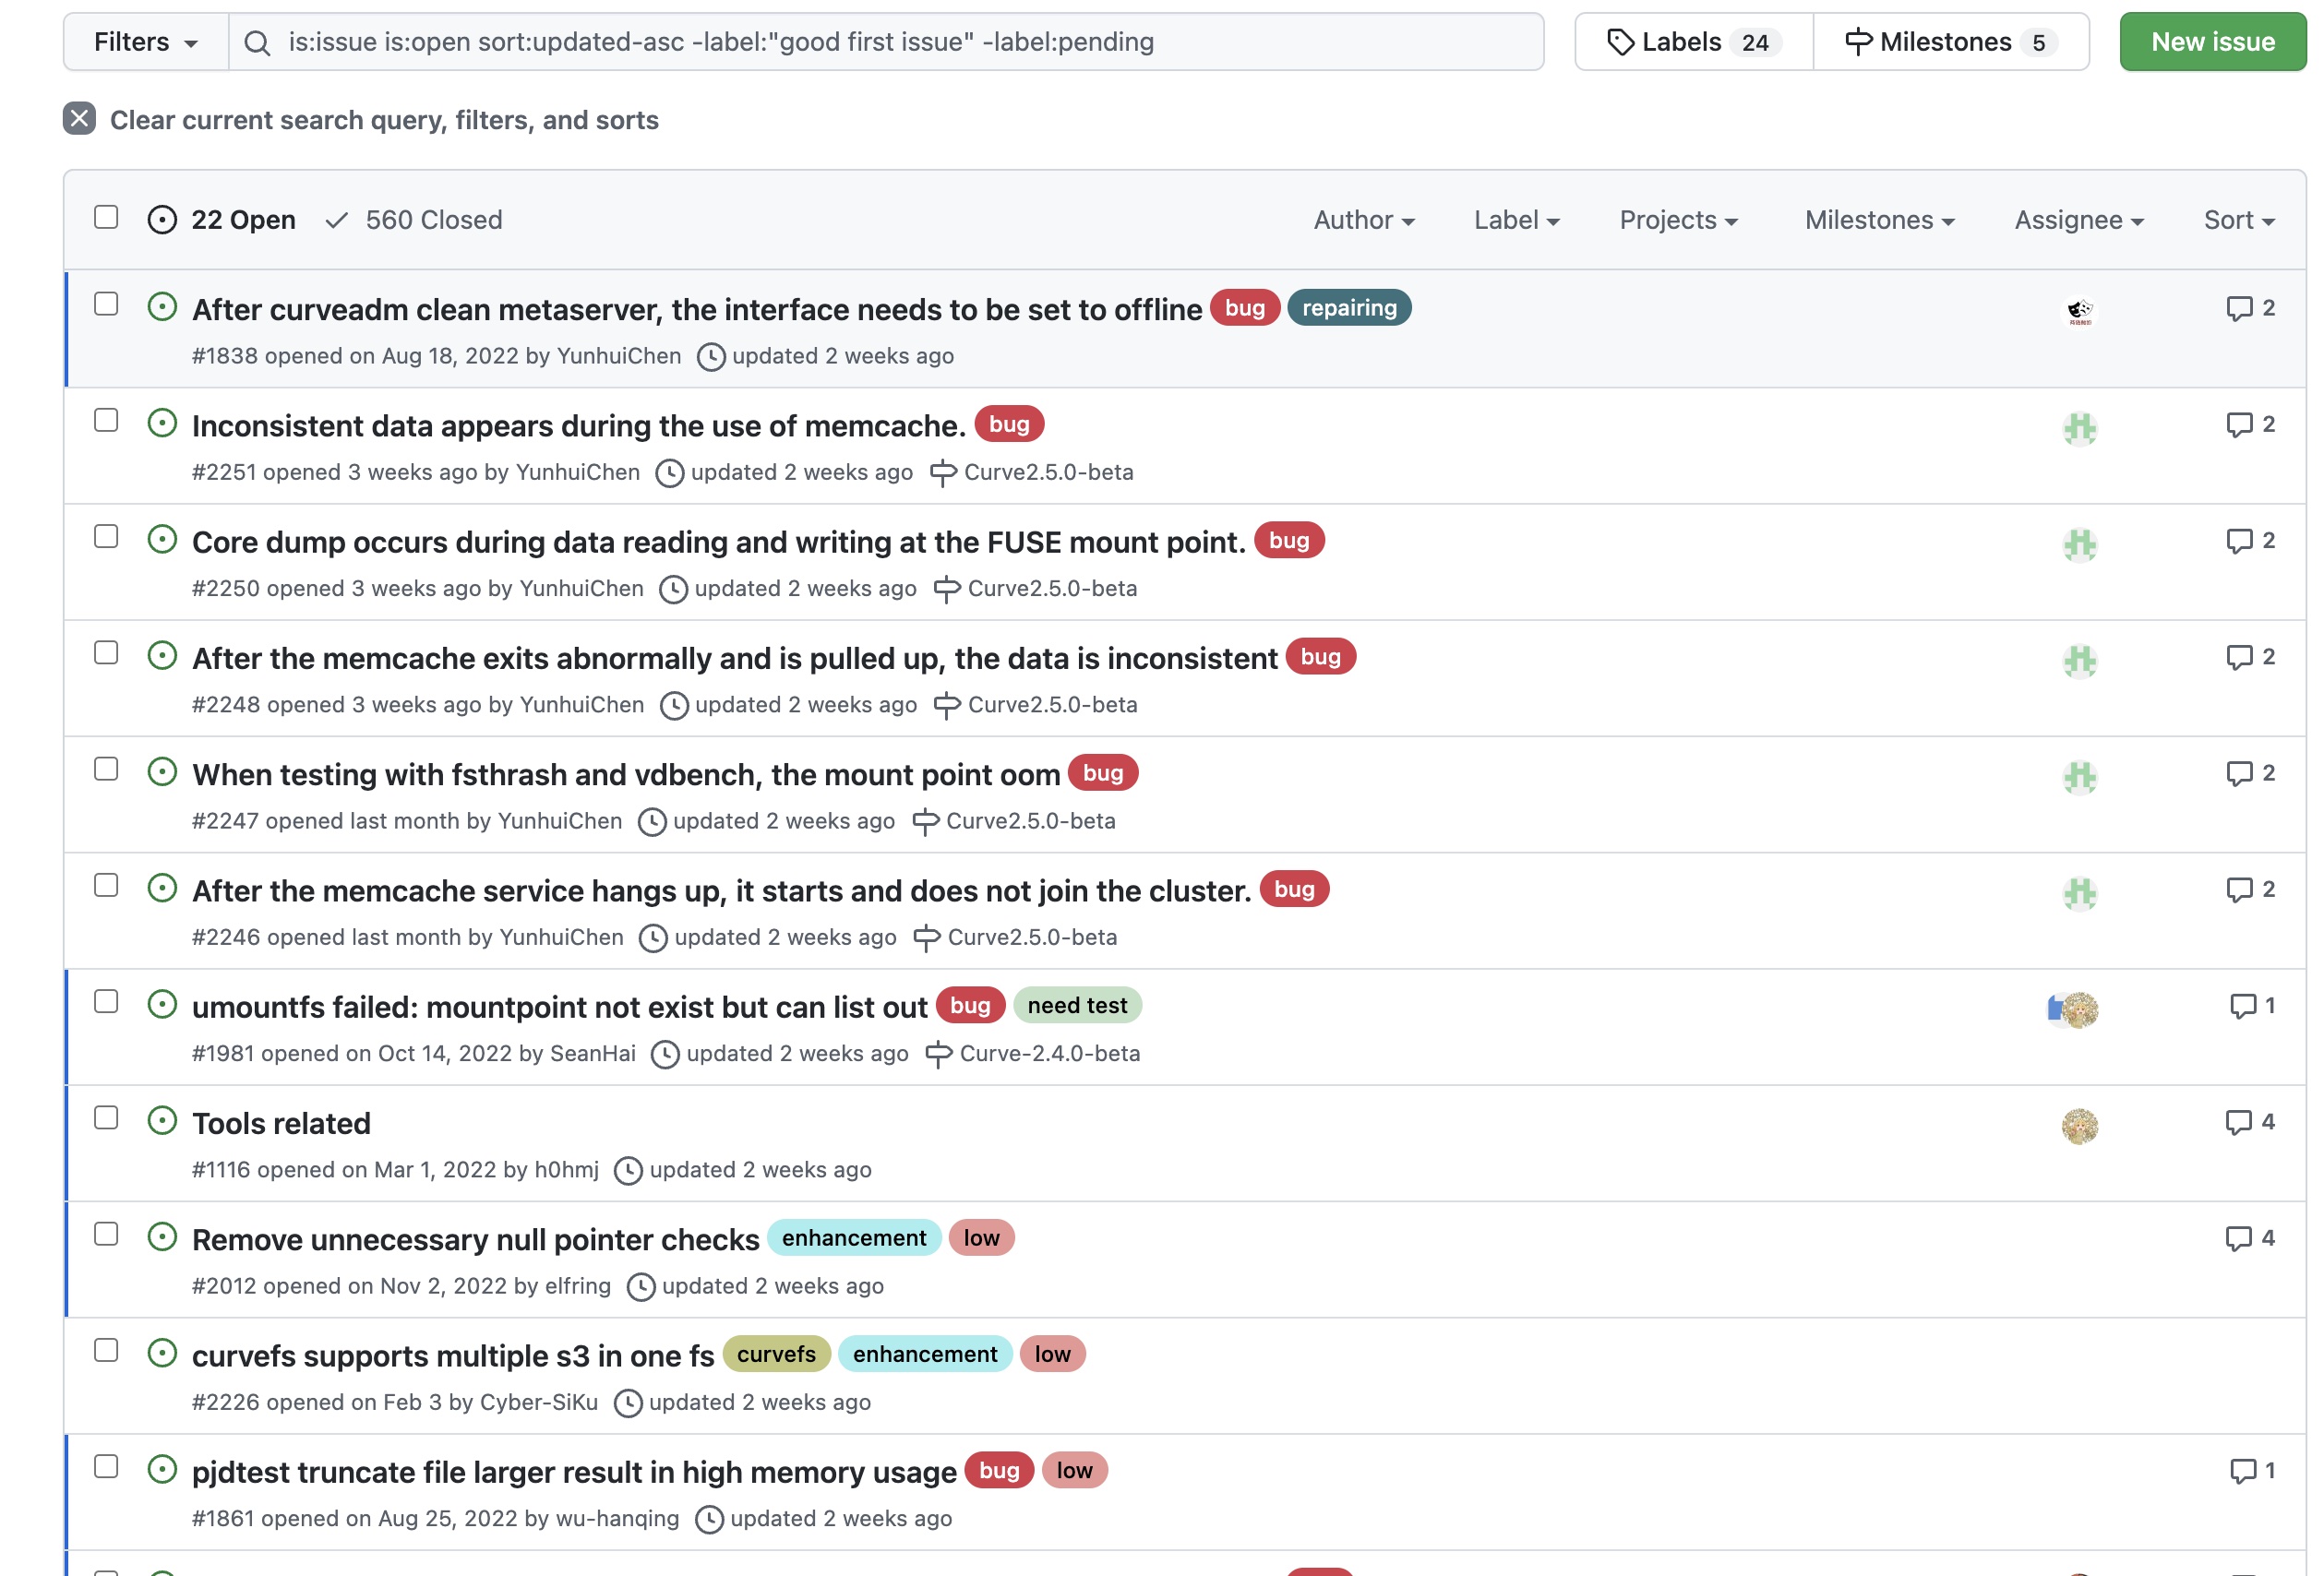 Filters is:issue is:open sort:updated-asc -label:"good first issue" -label:pending Labels 24 Milestones 5 New issue
Clear current search query, filters, and sorts
22 Open 560 Closed Author Label Projects Milestones Assignee Sort
After curveadm clean metaserver, the interface needs to be set to offline bug repairing 2
#1838 opened on Aug 18, 2022 by YunhuiChen updated 2 weeks ago
Inconsistent data appears during the use of memcache. bug 2
#2251 opened 3 weeks ago by YunhuiChen updated 2 weeks ago Curve2.5.0-beta
Core dump occurs during data reading and writing at the FUSE mount point. bug 2
#2250 opened 3 weeks ago by YunhuiChen updated 2 weeks ago Curve2.5.0-beta
After the memcache exits abnormally and is pulled up, the data is inconsistent bug 2
#2248 opened 3 weeks ago by YunhuiChen updated 2 weeks ago Curve2.5.0-beta
When testing with fsthrash and vdbench, the mount point oom bug 2
#2247 opened last month by YunhuiChen updated 2 weeks ago Curve2.5.0-beta
After the memcache service hangs up, it starts and does not join the cluster. bug 2
#2246 opened last month by YunhuiChen updated 2 weeks ago Curve2.5.0-beta
umountfs failed: mountpoint not exist but can list out bug need test 1
#1981 opened on Oct 14, 2022 by SeanHai updated 2 weeks ago Curve-2.4.0-beta
Tools related 4
#1116 opened on Mar 1, 2022 by h0hmj updated 2 weeks ago
Remove unnecessary null pointer checks enhancement low 4
#2012 opened on Nov 2, 2022 by elfring updated 2 weeks ago
curvefs supports multiple s3 in one fs curvefs enhancement low
#2226 opened on Feb 3 by Cyber-SiKu updated 2 weeks ago
pjdtest truncate file larger result in high memory usage bug low 1
#1861 opened on Aug 25, 2022 by wu-hanqing updated 2 weeks ago